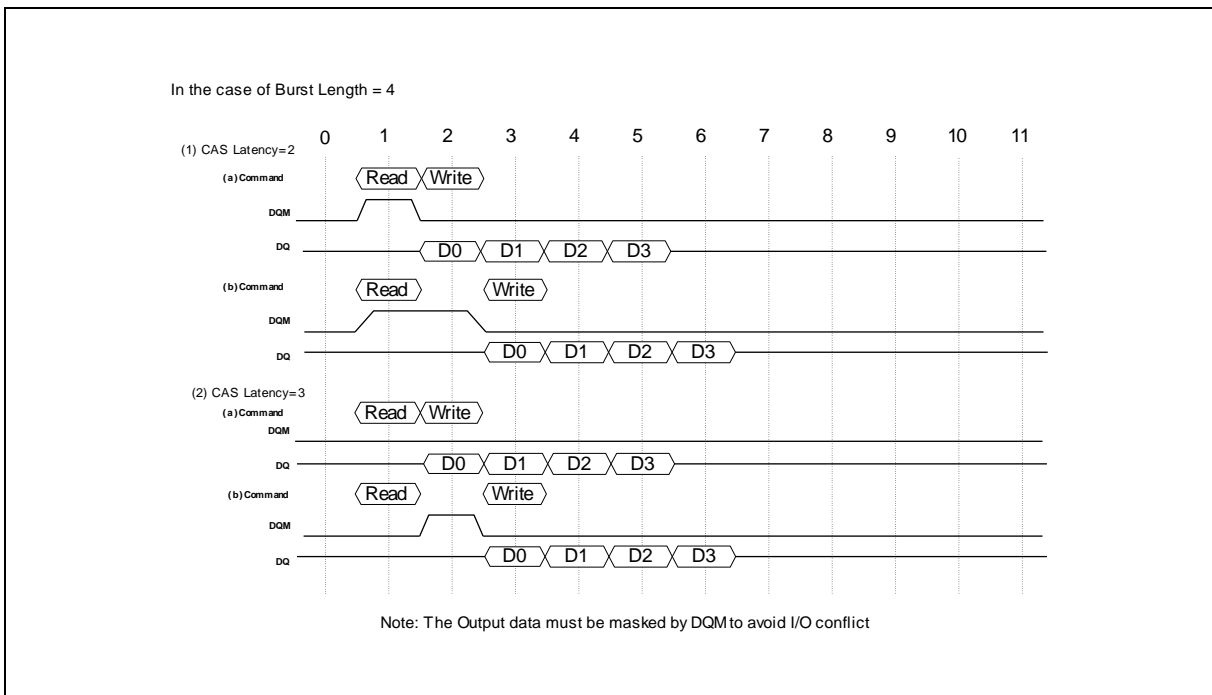 In the case of Burst Length = 4
0 1 2 3 4 5 6 7 8 9 10 11
(1) CAS Latency=2
(a)Command Read Write
DQM
DQ D0 D1 D2 D3
(b)Command Read Write
DQM
DQ D0 D1 D2 D3
(2) CAS Latency=3
(a)Command Read Write
DQM
DQ D0 D1 D2 D3
(b)Command Read Write
DQM
DQ D0 D1 D2 D3
Note: The Output data must be masked by DQM to avoid I/O conflict